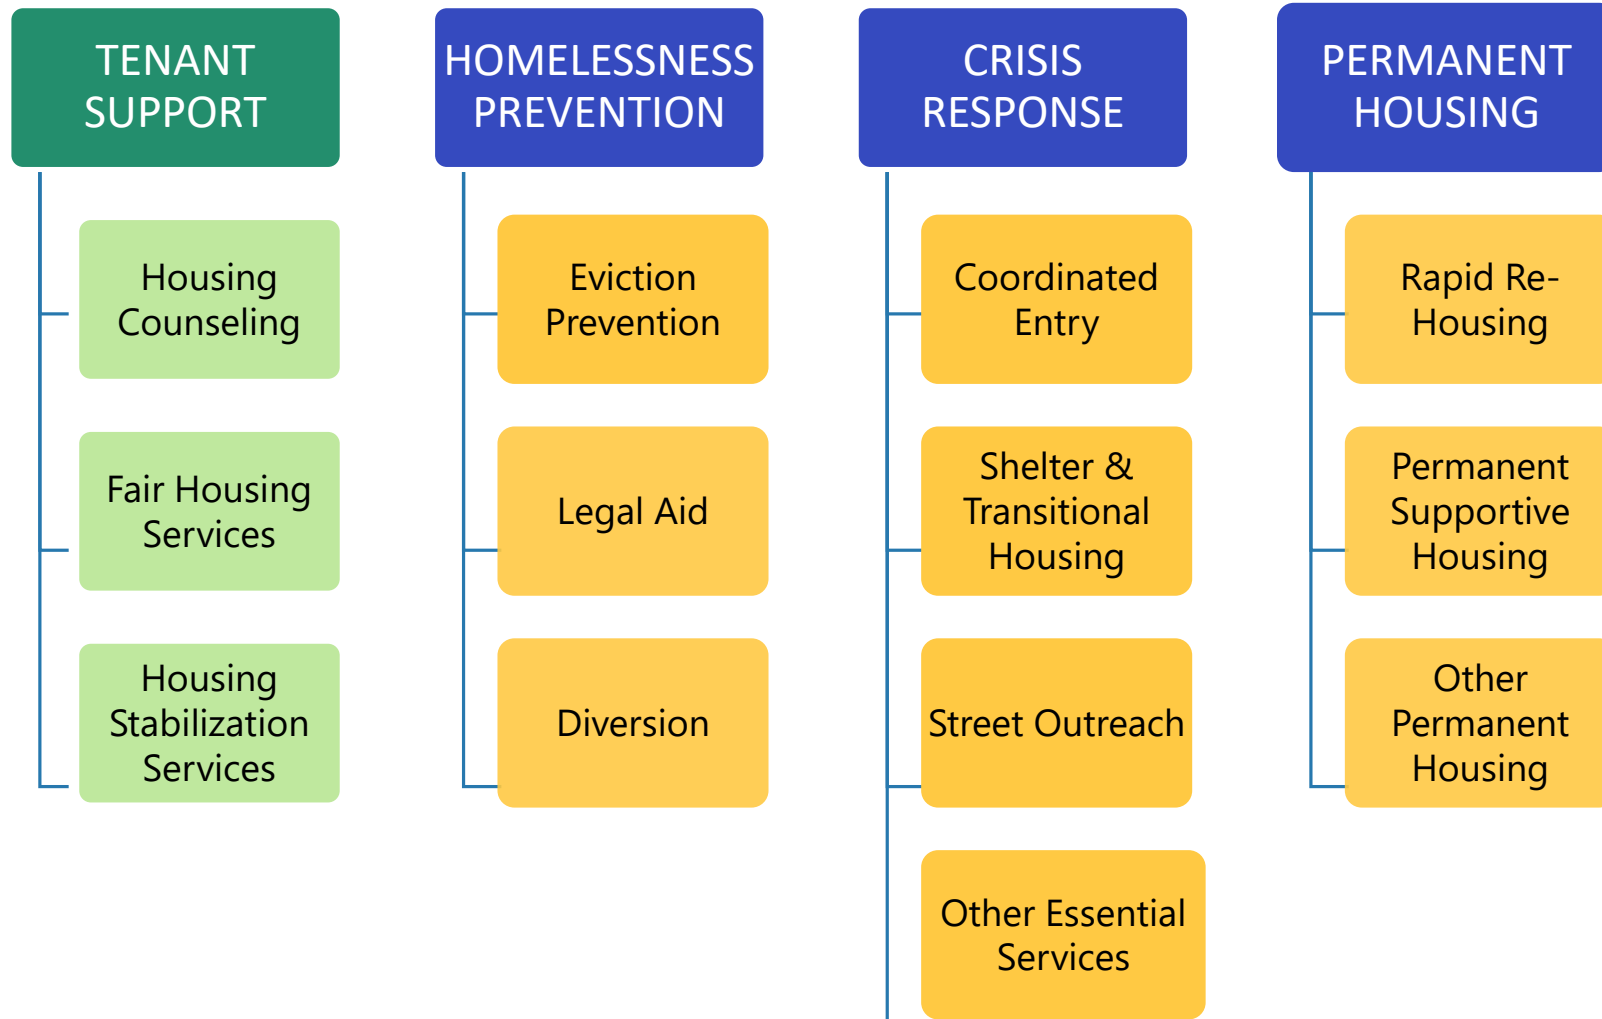 TENANT
SUPPORT
Housing
Counseling
Fair Housing
Services
Housing
Stabilization
Services
HOMELESSNESS
PREVENTION
Eviction
Prevention
Legal Aid
Diversion
CRISIS
RESPONSE
Coordinated
Entry
Shelter &
Transitional
Housing
Street Outreach
Other Essential
Services
PERMANENT
HOUSING
Rapid Re-
Housing
Permanent
Supportive
Housing
Other
Permanent
Housing